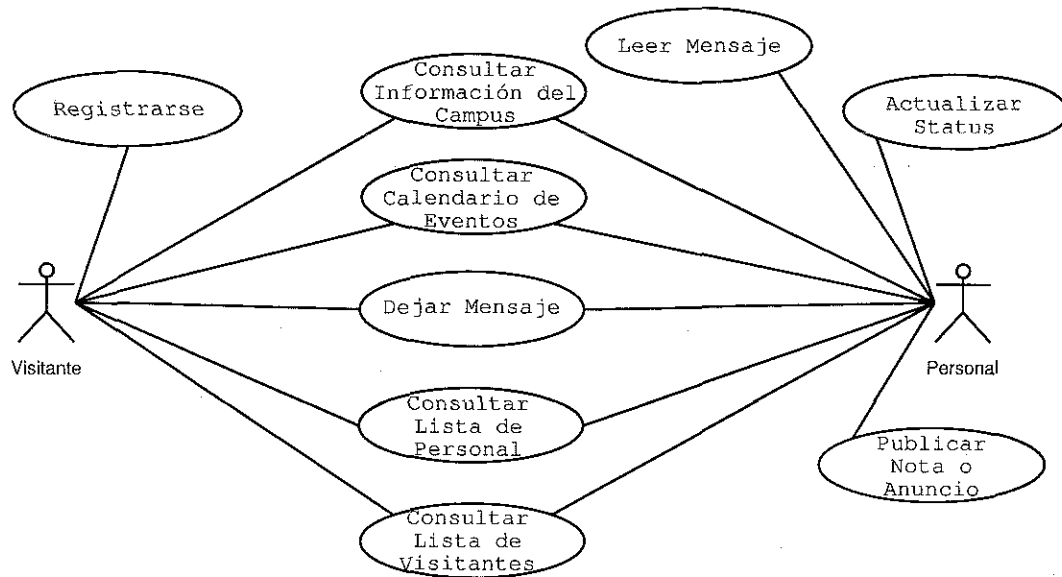 Leer Mensaje
Registrarse
Consultar
Información del
Campus
Actualizar
Status
Consultar
Calendario de
Eventos
Dejar Mensaje
Visitante
Personal
Consultar
Lista de
Personal
Publicar
Nota o
Anuncio
Consultar
Lista de
Visitantes